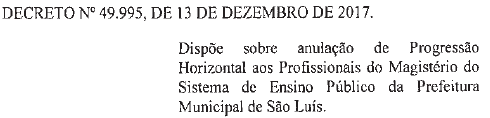 DECRETO Nº 49.995, DE 13 DE DEZEMBRO DE 2017.
Dispõe sobre anulação de Progressão
Horizontal aos Profissionais do Magistério do
Sistema de Ensino Público da Prefeitura
Municipal de São Luís.